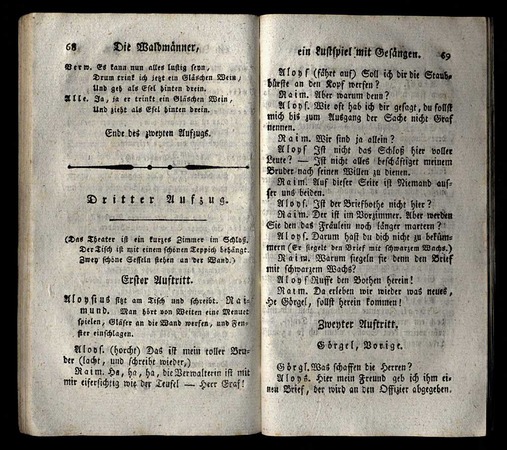 68 Die Waldmänner,
Verw. Es kann nun alles lustig seyn,
Drum trink ich jetzt ein Gläschen Wein,
Und geh als Esel hinten drein.
Alle. Ja, ja er trinkt ein Gläschen Wein,
Und zieht als Esel hinten drein.
Ende des zweyten Aufzugs.
Dritter Aufzug.
(Das Theater ist ein kurzes Zimmer im Schloß.
Der Tisch ist mit einem schönen Teppich behängt.
Zwey schöne Sesseln stehen an der Wand.)
Erster Auftritt.
Aloysius sitzt am Tisch und schreibt. Rai-
mund. Man hört von Weiten eine Menuet
spielen, Gläser an die Wand werfen, und Fen-
ster einschlagen.
Aloys. (horcht) Das ist mein toller Bru-
der (lacht, und schreibt wieder.)
Raim. Ha, ha, ha, die Verwalterin ist mit
mir eifersichtig wie der Teufel — Herr Graf!
ein Lustspiel mit Gesängen. 69
Aloys (fährt auf) Soll ich dir die Staub-
bürste an den Kopf werfen?
Raim. Aber warum denn?
Aloys. Wie oft hab ich dir gesagt, du sollst
mich bis zum Ausgang der Sache nicht Graf
nennen.
Raim. Wir sind ja allein?
Aloys Ist nicht das Schloß hier voller
Leute? — Ist nicht alles beschäftiget meinem
Bruder nach seinen Willen zu dienen.
Raim. Auf dieser Seite ist Niemand auf-
ser uns beiden.
Aloys. Ist der Briefbothe nicht hier?
Raim. Der ist im Vorzimmer. Aber werden
Sie den das Fräulein noch länger martern?
Aloys. Darum hast du dich nicht zu beküm-
mern (Er siegelt den Brief mit schwarzem Wachs.)
Raim. Warum siegeln sie denn den Brief
mit schwarzem Wachs?
Aloys Ruffe den Bothen herein!
Raim. Da erleben wir wieder was neues,
He Görgel, sollst herein kommen!
Zweyter Auftritt.
Görgel, Vorige.
Görgl. Was schaffen die Herren?
Aloys. Hier mein Freund geb ich ihm ei-
nen Brief, der wird an den Offizier abgegeben.